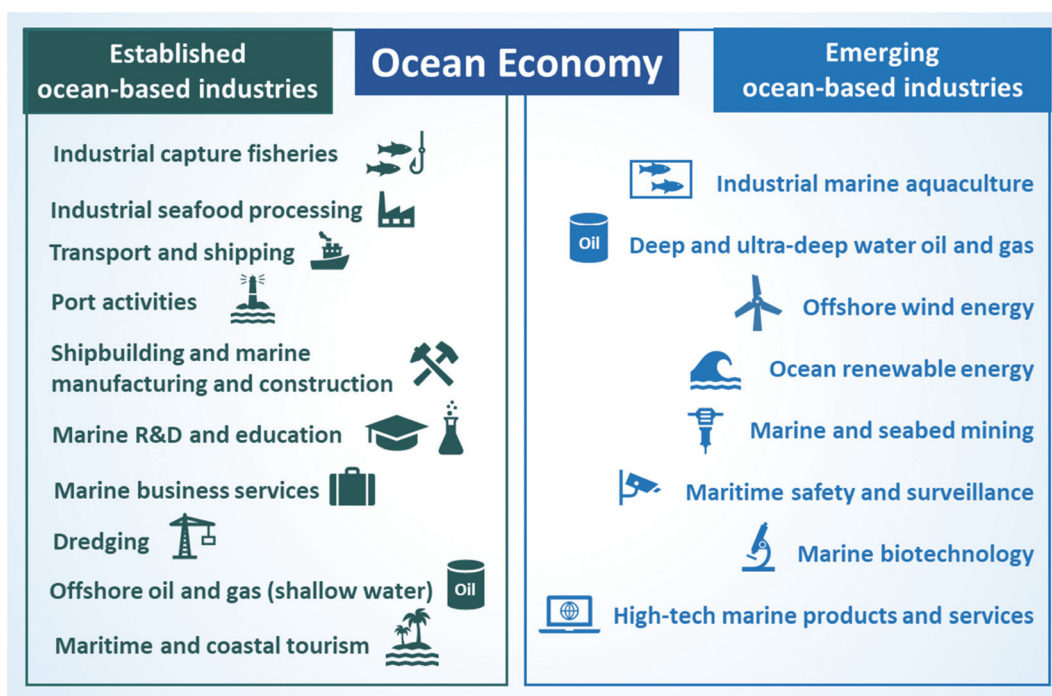 Established
ocean-based industries
Ocean Economy
Emerging
ocean-based industries
Industrial capture fisheries
Industrial seafood processing
Transport and shipping
Port activities
Shipbuilding and marine
manufacturing and construction
Marine R&D and education
Marine business services
Dredging
Offshore oil and gas (shallow water)
Oil
Maritime and coastal tourism
Industrial marine aquaculture
Oil
Deep and ultra-deep water oil and gas
Offshore wind energy
Ocean renewable energy
Marine and seabed mining
Maritime safety and surveillance
Marine biotechnology
High-tech marine products and services